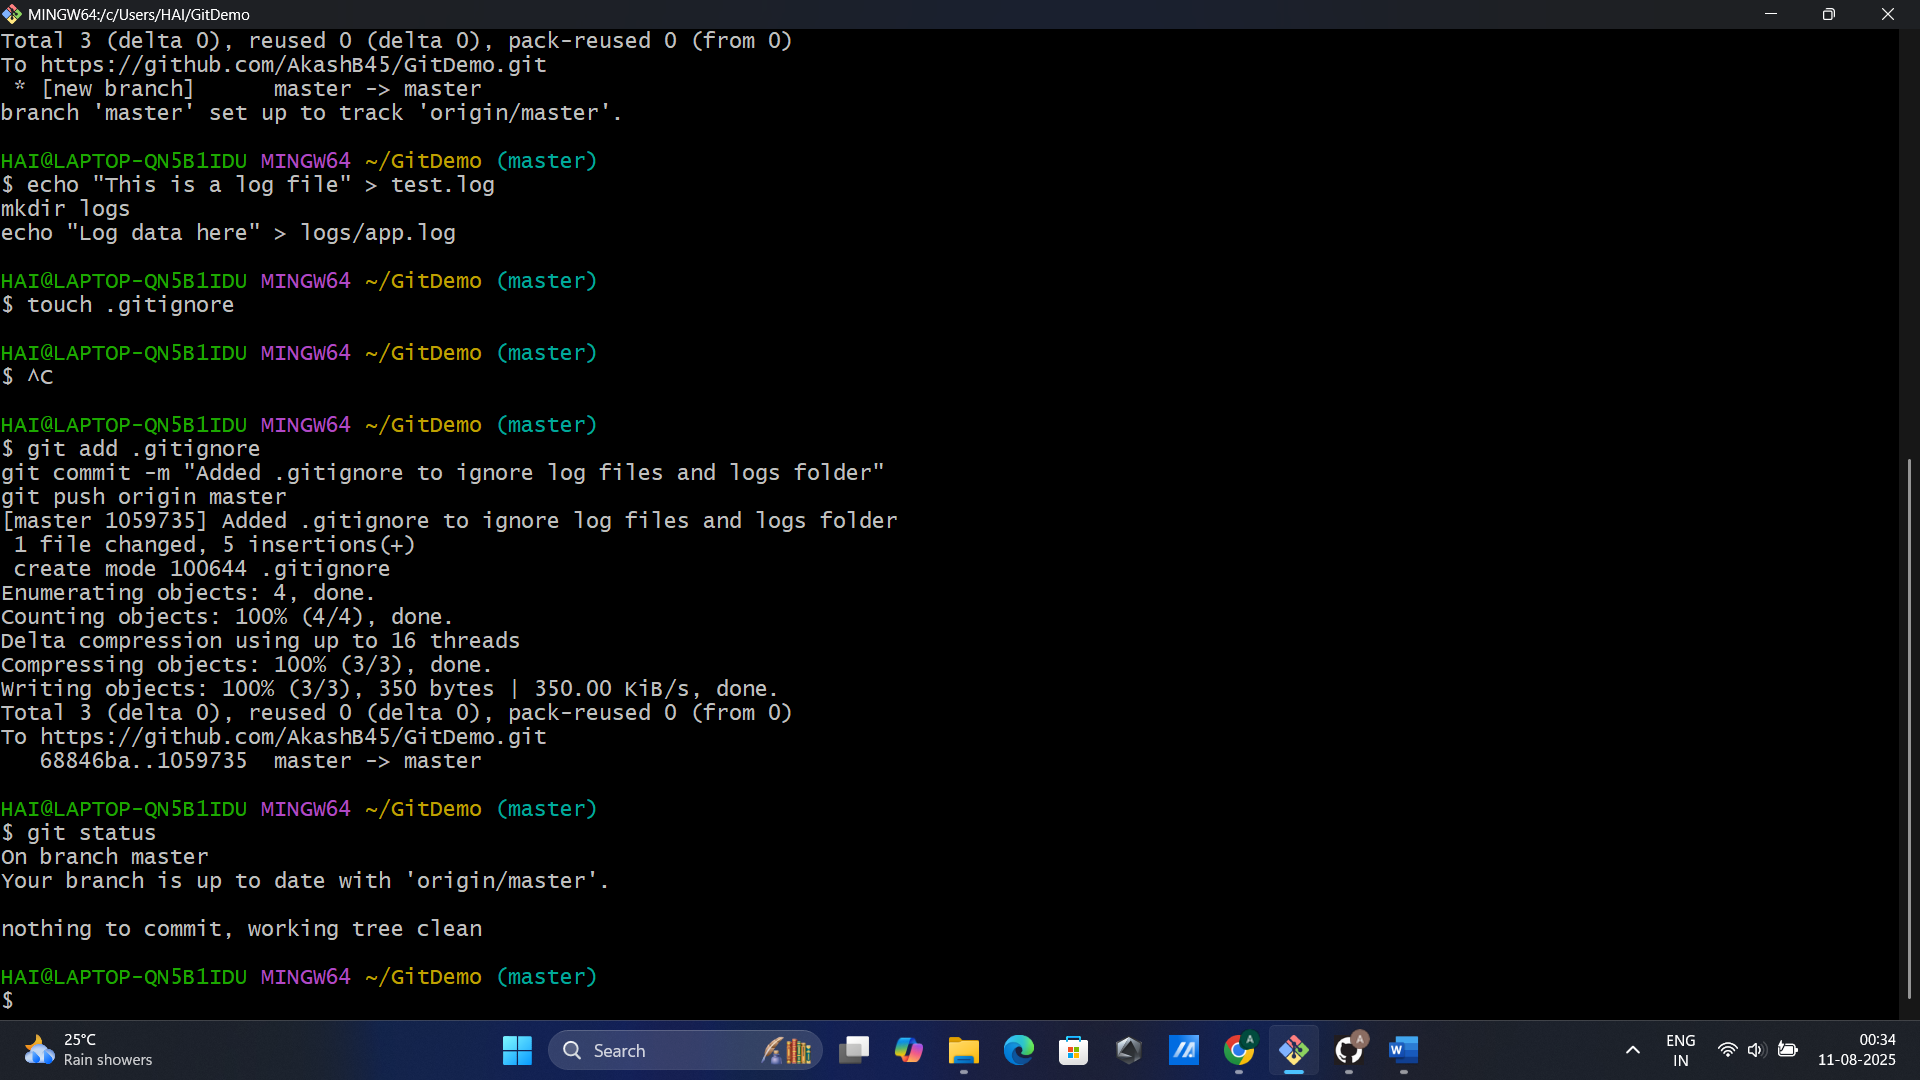 MINGW64:/c/Users/HAI/GitDemo
Total 3 (delta 0), reused 0 (delta 0), pack-reused 0 (from 0)
To https://github.com/AkashB45/GitDemo.git
 * [new branch]      master -> master
branch 'master' set up to track 'origin/master'.
HAI@LAPTOP-QN5B1IDU MINGW64 ~/GitDemo (master)
$ echo "This is a log file" > test.log
mkdir logs
echo "Log data here" > logs/app.log
HAI@LAPTOP-QN5B1IDU MINGW64 ~/GitDemo (master)
$ touch .gitignore
HAI@LAPTOP-QN5B1IDU MINGW64 ~/GitDemo (master)
$ ^C
HAI@LAPTOP-QN5B1IDU MINGW64 ~/GitDemo (master)
$ git add .gitignore
git commit -m "Added .gitignore to ignore log files and logs folder"
git push origin master
[master 1059735] Added .gitignore to ignore log files and logs folder
 1 file changed, 5 insertions(+)
 create mode 100644 .gitignore
Enumerating objects: 4, done.
Counting objects: 100% (4/4), done.
Delta compression using up to 16 threads
Compressing objects: 100% (3/3), done.
Writing objects: 100% (3/3), 350 bytes | 350.00 KiB/s, done.
Total 3 (delta 0), reused 0 (delta 0), pack-reused 0 (from 0)
To https://github.com/AkashB45/GitDemo.git
   68846ba..1059735  master -> master
HAI@LAPTOP-QN5B1IDU MINGW64 ~/GitDemo (master)
$ git status
On branch master
Your branch is up to date with 'origin/master'.
nothing to commit, working tree clean
HAI@LAPTOP-QN5B1IDU MINGW64 ~/GitDemo (master)
$
25°C
Rain showers
Search
A
A
W
ENG
IN
00:34
11-08-2025